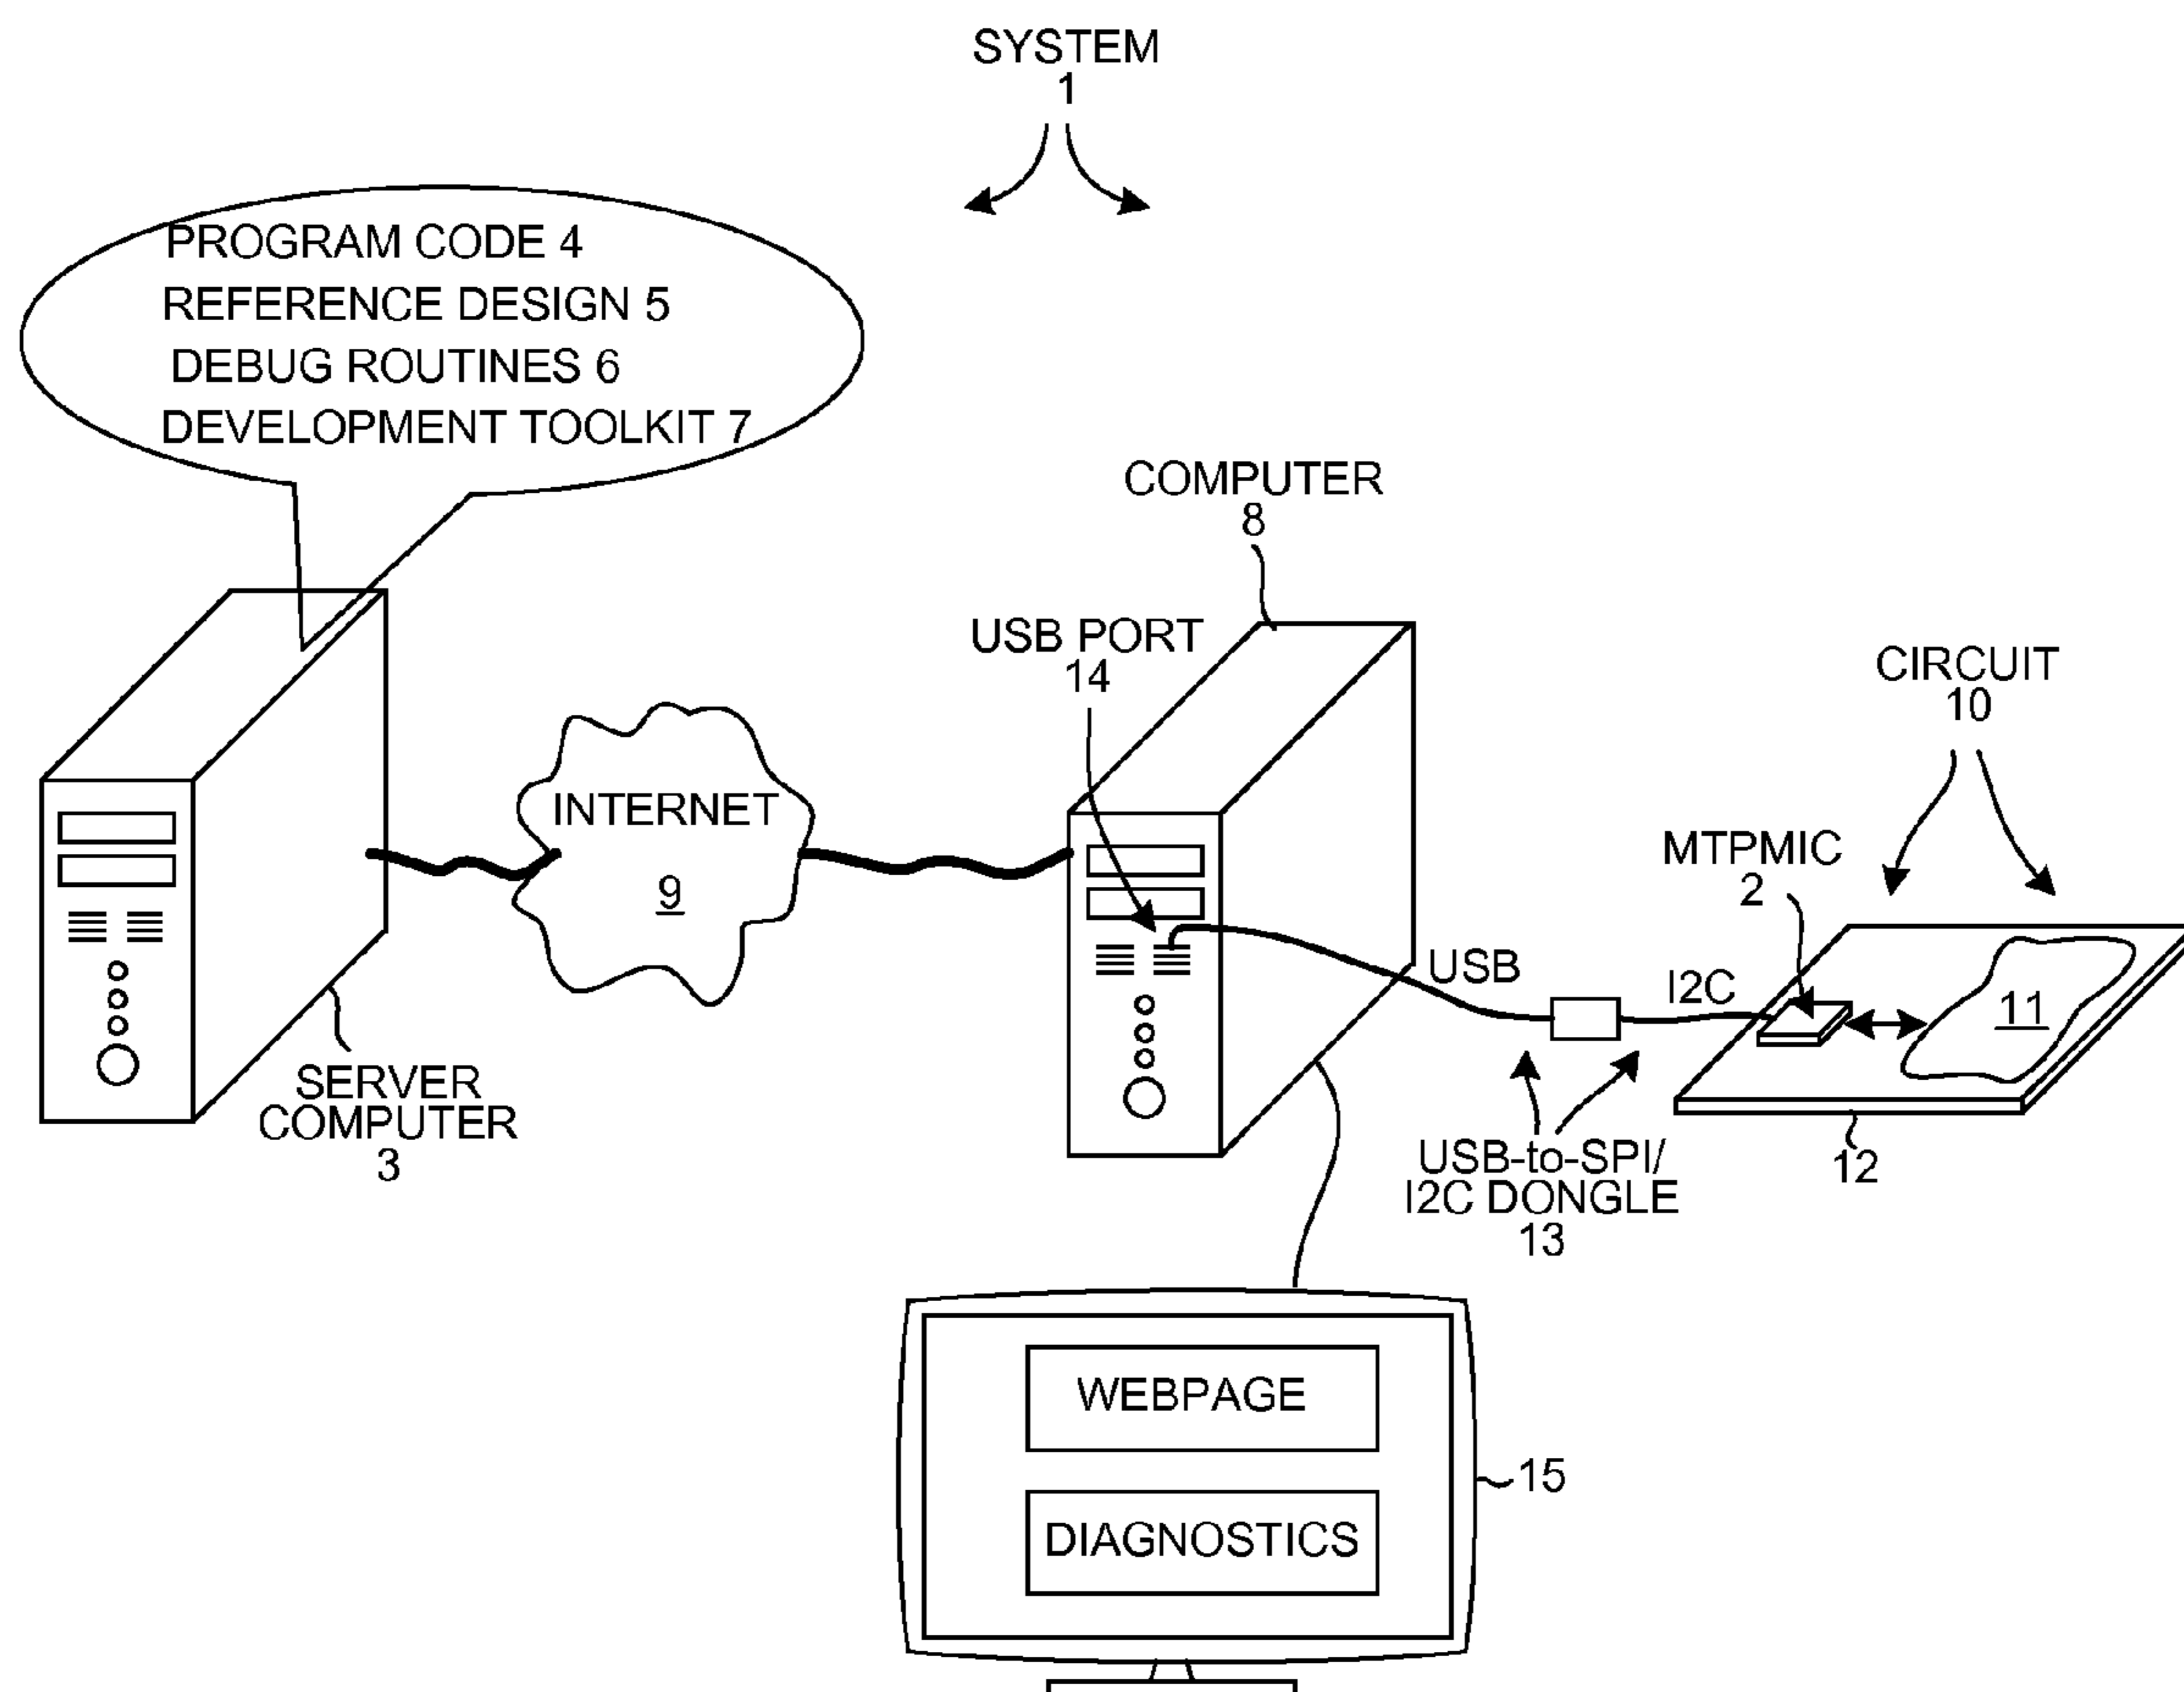 SYSTEM
1
PROGRAM CODE 4
REFERENCE DESIGN 5
DEBUG ROUTINES 6
DEVELOPMENT TOOLKIT 7
COMPUTER
8
USB PORT
14
CIRCUIT
10
INTERNET
9
MTPMIC
2
USB
I2C
11
SERVER
COMPUTER
3
USB-to-SPI/
I2C DONGLE
13
12
WEBPAGE
15
DIAGNOSTICS